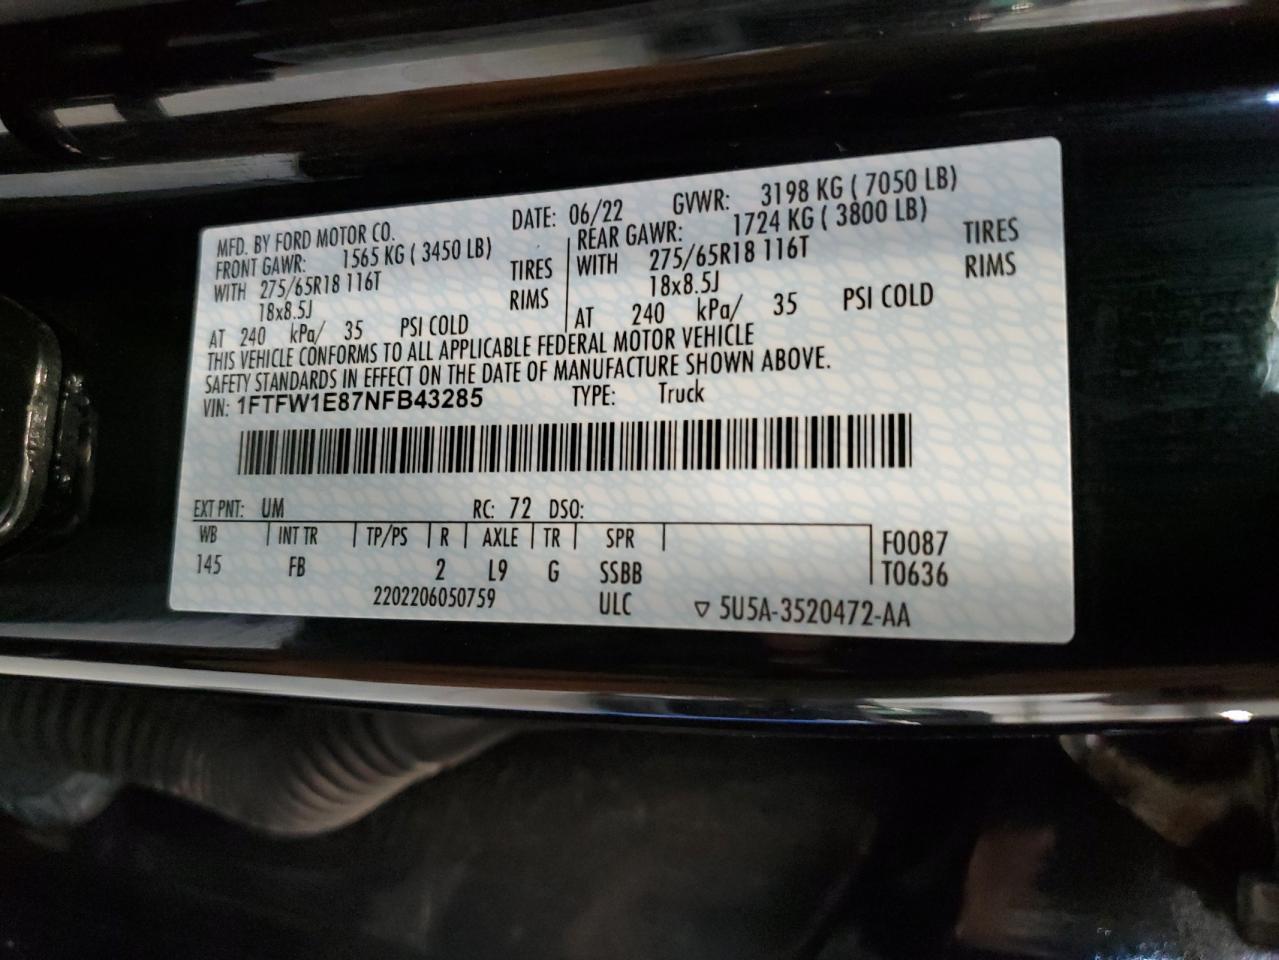 MFD. BY FORD MOTOR CO. DATE: 06/22 GVWR: 3198 KG ( 7050 LB)
FRONT GAWR: 1565 KG ( 3450 LB) REAR GAWR: 1724 KG ( 3800 LB)
WITH 275/65R18 116T TIRES WITH 275/65R18 116T TIRES
18x8.5J RIMS 18x8.5J RIMS
AT 240 kPa/ 35 PSI COLD AT 240 kPa/ 35 PSI COLD
THIS VEHICLE CONFORMS TO ALL APPLICABLE FEDERAL MOTOR VEHICLE
SAFETY STANDARDS IN EFFECT ON THE DATE OF MANUFACTURE SHOWN ABOVE.
VIN: 1FTFW1E87NFB43285 TYPE: Truck
EXT PNT: UM RC: 72 DSO:
WB INT TR TP/PS R AXLE TR SPR F0087
145 FB 2 L9 G SSBB T0636
2202206050759 ULC ▽ 5U5A-3520472-AA